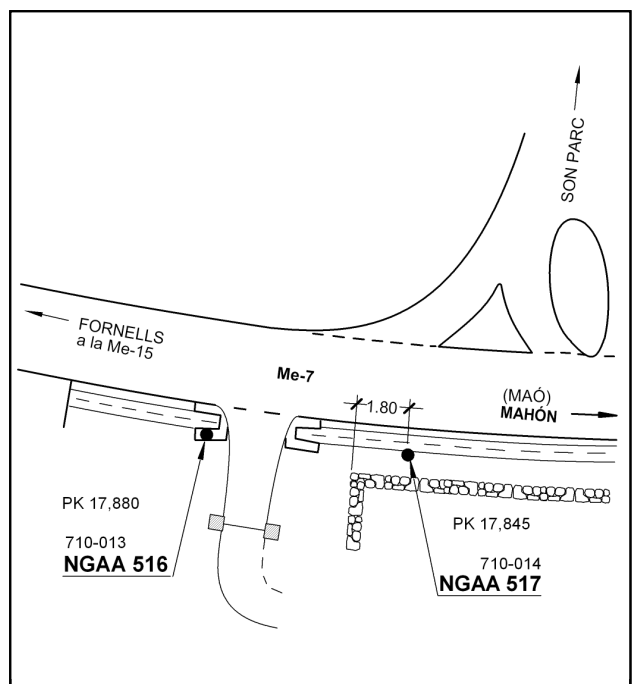 SON PARC
FORNELLS
a la Me-15
Me-7
1.80
(MAÓ)
MAHÓN
PK 17,880
PK 17,845
710-013
NGAA 516
710-014
NGAA 517